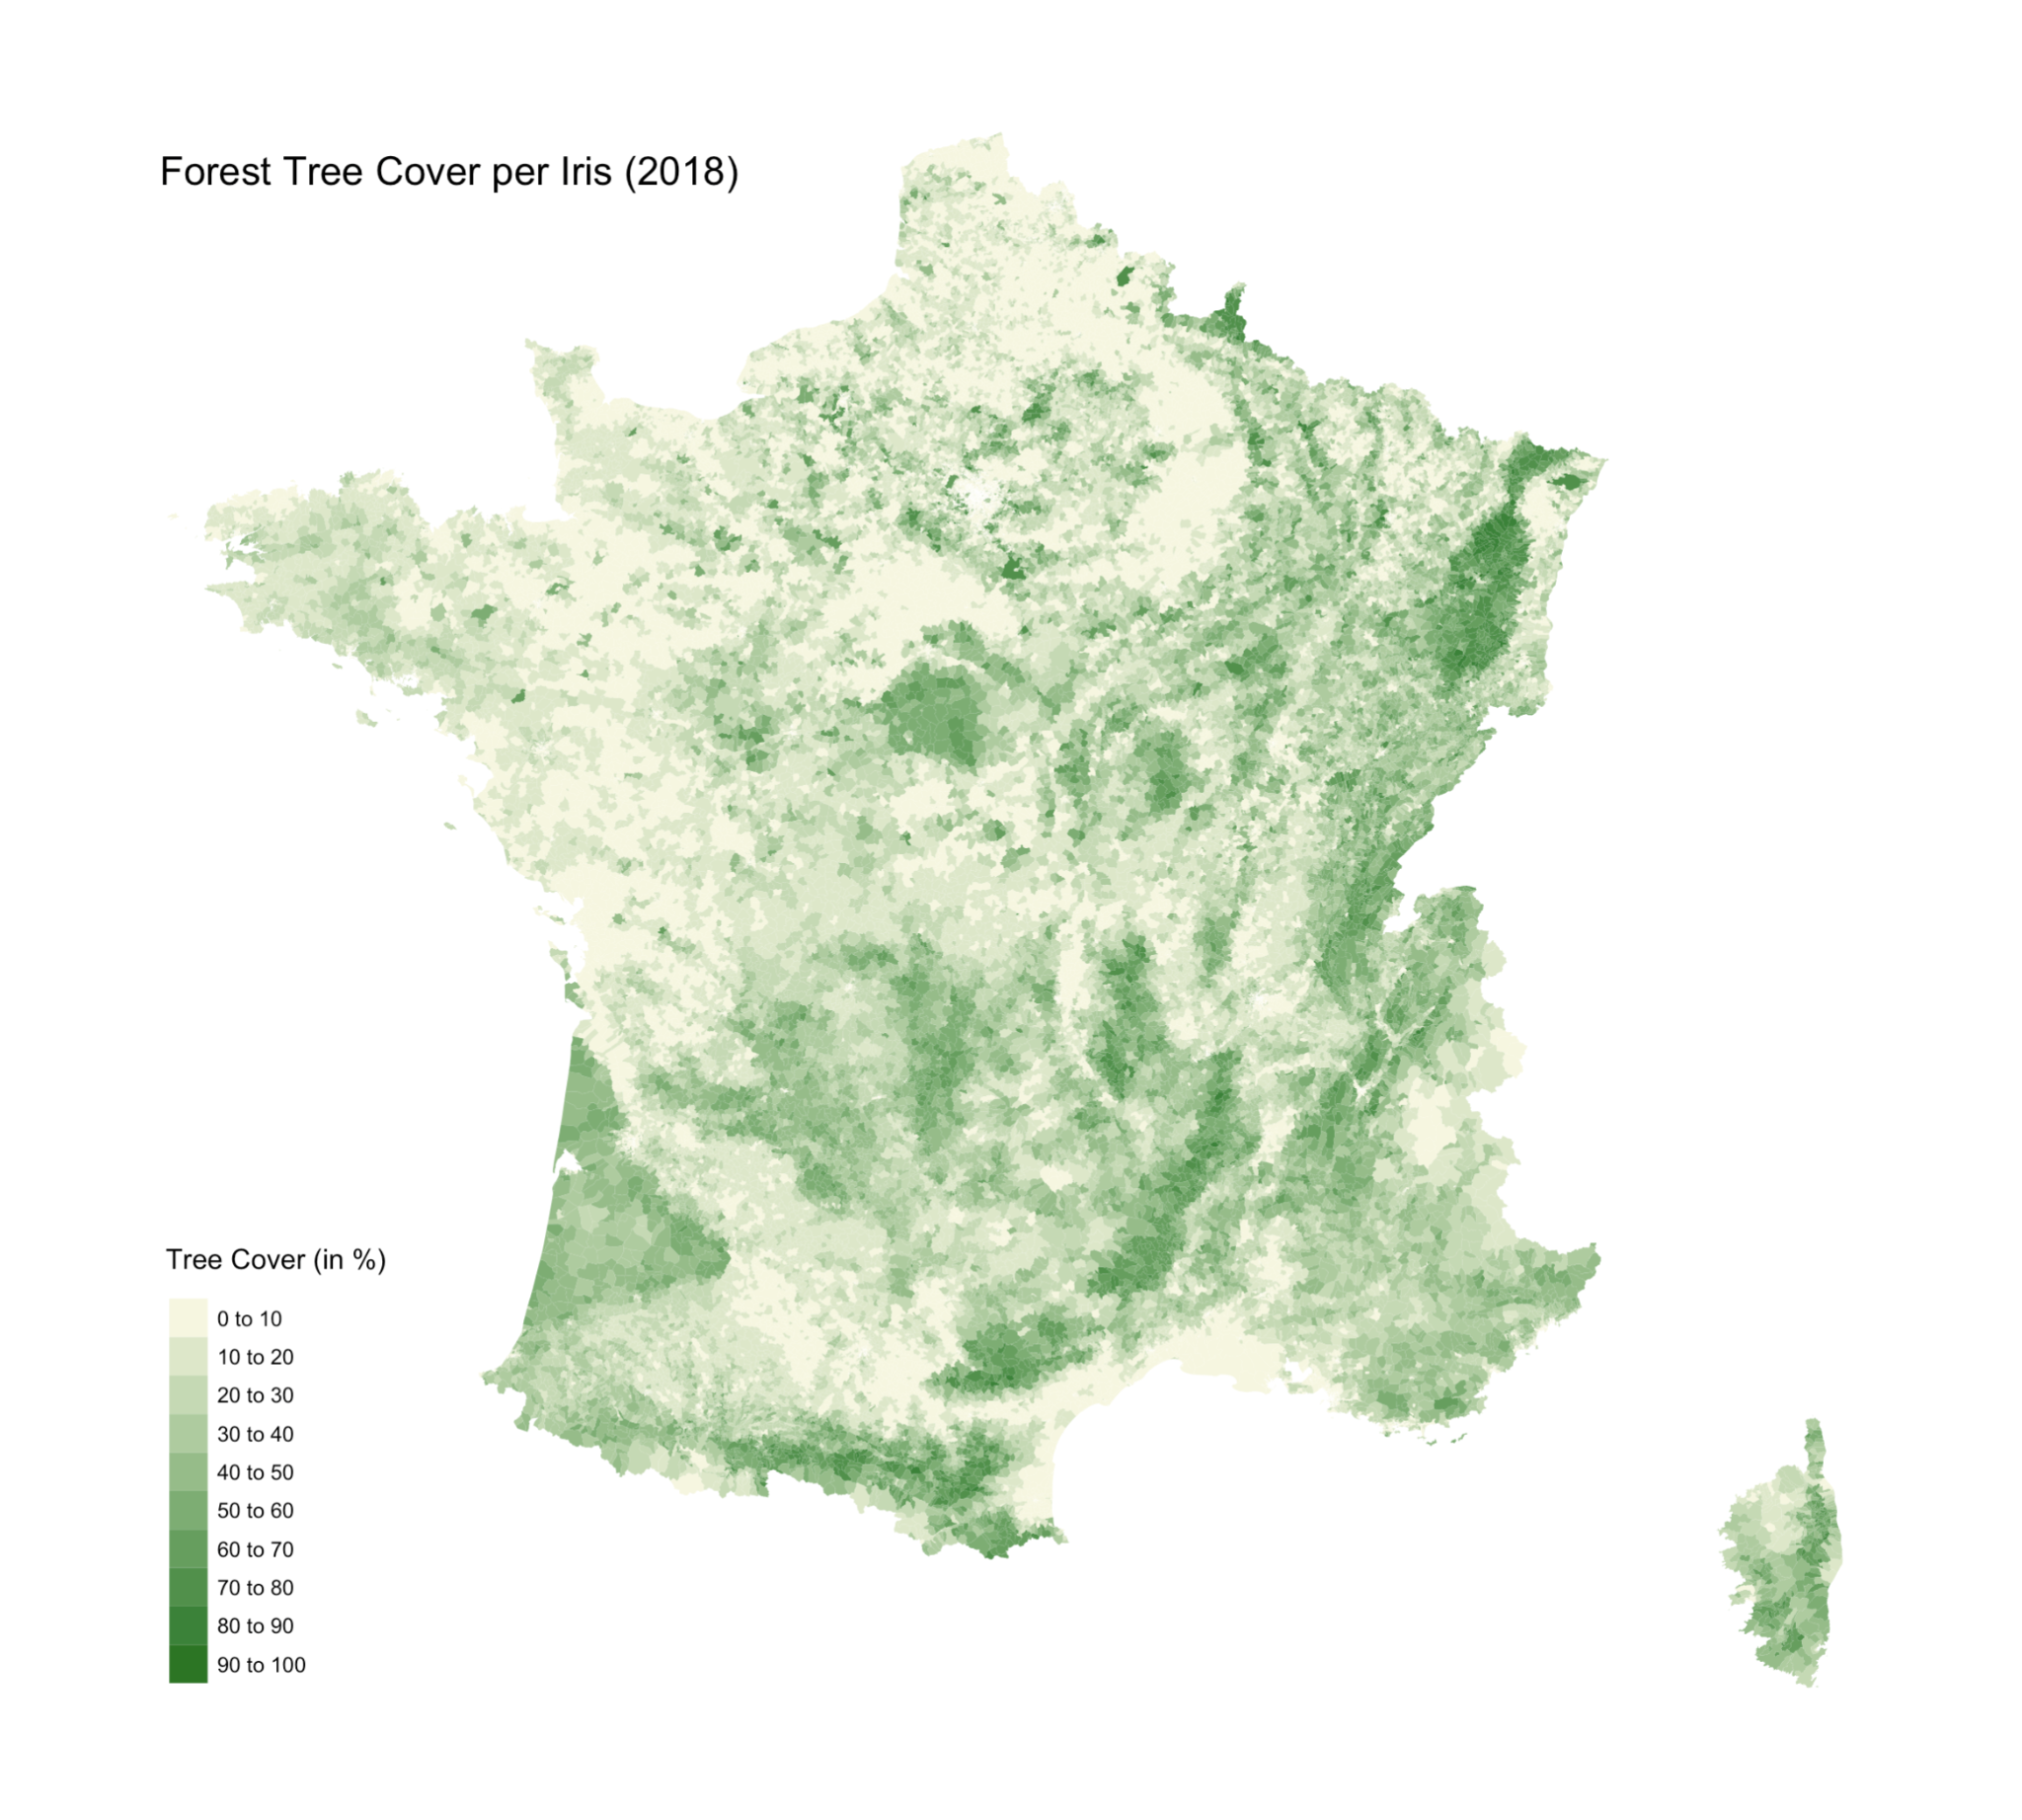 Forest Tree Cover per Iris (2018)
Tree Cover (in %)
0 to 10
10 to 20
20 to 30
30 to 40
40 to 50
50 to 60
60 to 70
70 to 80
80 to 90
90 to 100